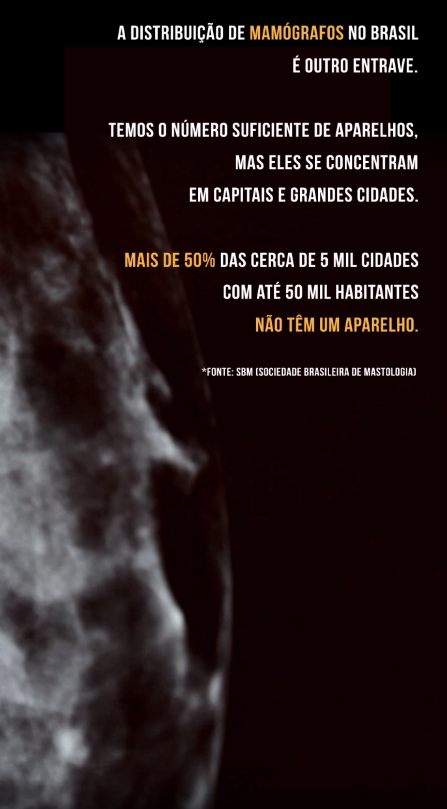 A DISTRIBUIÇÃO DE MAMÓGRAFOS NO BRASIL
É OUTRO ENTRAVE.
TEMOS O NÚMERO SUFICIENTE DE APARELHOS,
MAS ELES SE CONCENTRAM
EM CAPITAIS E GRANDES CIDADES.
MAIS DE 50% DAS CERCA DE 5 MIL CIDADES
COM ATÉ 50 MIL HABITANTES
NÃO TÊM UM APARELHO.
*FONTE: SBM (SOCIEDADE BRASILEIRA DE MASTOLOGIA)